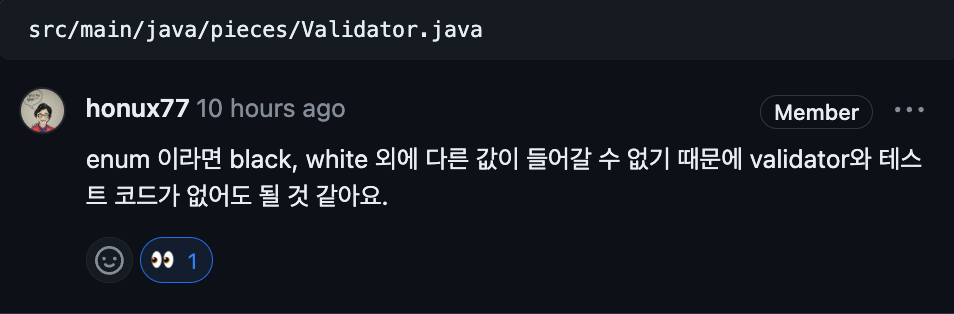 src/main/java/pieces/Validator.java
honux77 10 hours ago
Member
enum 이라면 black, white 외에 다른 값이 들어갈 수 없기 때문에 validator와 테스
트 코드가 없어도 될 것 같아요.
1